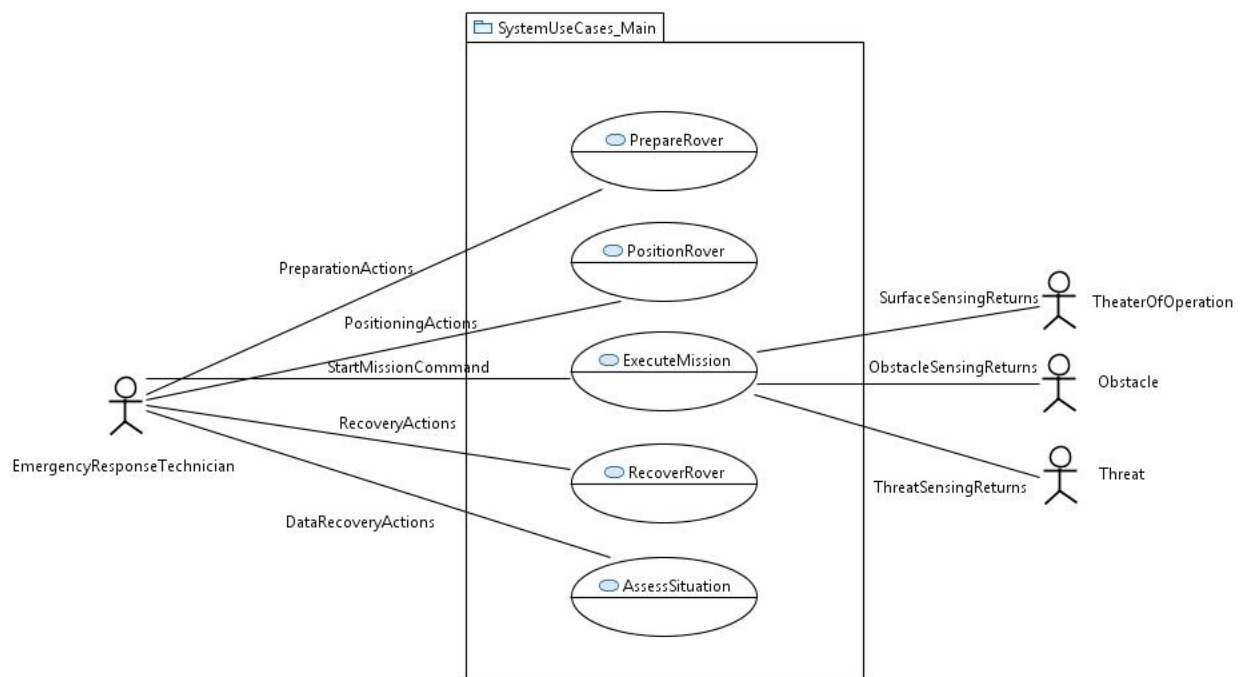 SystemUseCases_Main
PrepareRover
PositionRover
PreparationActions
SurfaceSensingReturns
TheaterOfOperation
PositioningActions
ExecuteMission
StartMissionCommand
ObstacleSensingReturns
Obstacle
RecoveryActions
EmergencyResponseTechnician
RecoverRover
Threat
ThreatSensingReturns
DataRecoveryActions
AssessSituation